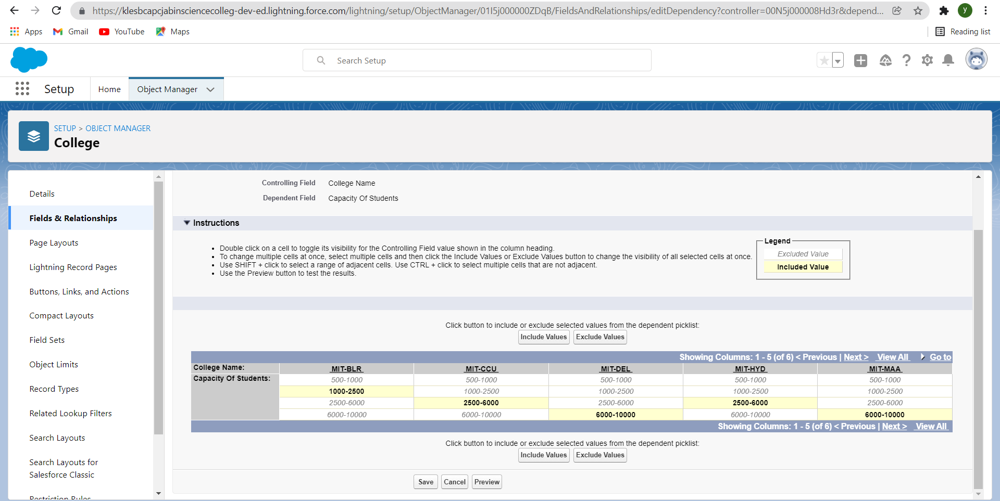 https://klesbcapcjabinsciencecolleg-dev-ed.lightning.force.com/lightning/setup/ObjectManager/01I5j000000ZDqB/FieldsAndRelationships/editDependency?controller=00N5j000008Hd3r&depend...
y
Apps Gmail YouTube Maps Reading list
Search Setup
Setup Home Object Manager
SETUP > OBJECT MANAGER
College
Details
Fields & Relationships
Page Layouts
Lightning Record Pages
Buttons, Links, and Actions
Compact Layouts
Field Sets
Object Limits
Record Types
Related Lookup Filters
Search Layouts
Search Layouts for
Salesforce Classic
Restriction Rules
Controlling Field College Name
Dependent Field Capacity Of Students
Instructions
• Double click on a cell to toggle its visibility for the Controlling Field value shown in the column heading.
• To change multiple cells at once, select multiple cells and then click the Include Values or Exclude Values button to change the visibility of all selected cells at once.
• Use SHIFT + click to select a range of adjacent cells. Use CTRL + click to select multiple cells that are not adjacent.
• Use the Preview button to test the results.
Legend
Excluded Value
Included Value
Click button to include or exclude selected values from the dependent picklist:
Include Values Exclude Values
Showing Columns: 1 - 5 (of 6) < Previous | Next > View All Go to
College Name: MIT-BLR MIT-CCU MIT-DEL MIT-HYD MIT-MAA
Capacity Of Students: 500-1000 500-1000 500-1000 500-1000 500-1000
1000-2500 1000-2500 1000-2500 1000-2500 1000-2500
2500-6000 2500-6000 2500-6000 2500-6000 2500-6000
6000-10000 6000-10000 6000-10000 6000-10000 6000-10000
Showing Columns: 1 - 5 (of 6) < Previous | Next > View All
Click button to include or exclude selected values from the dependent picklist:
Include Values Exclude Values
Save Cancel Preview